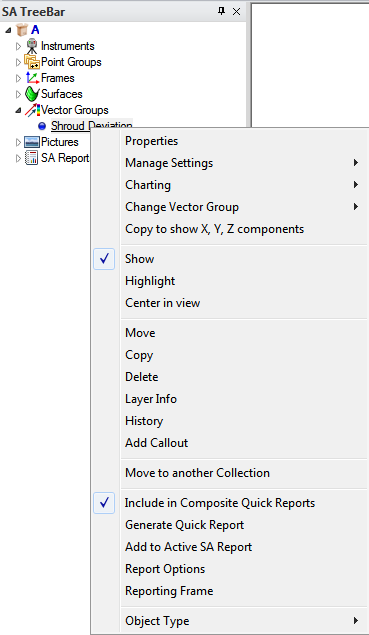 SA TreeBar
A
Instruments
Point Groups
Frames
Surfaces
Vector Groups
Shroud Deviation
Pictures
SA Report
Properties
Manage Settings
Charting
Change Vector Group
Copy to show X, Y, Z components
Show
Highlight
Center in view
Move
Copy
Delete
Layer Info
History
Add Callout
Move to another Collection
Include in Composite Quick Reports
Generate Quick Report
Add to Active SA Report
Report Options
Reporting Frame
Object Type